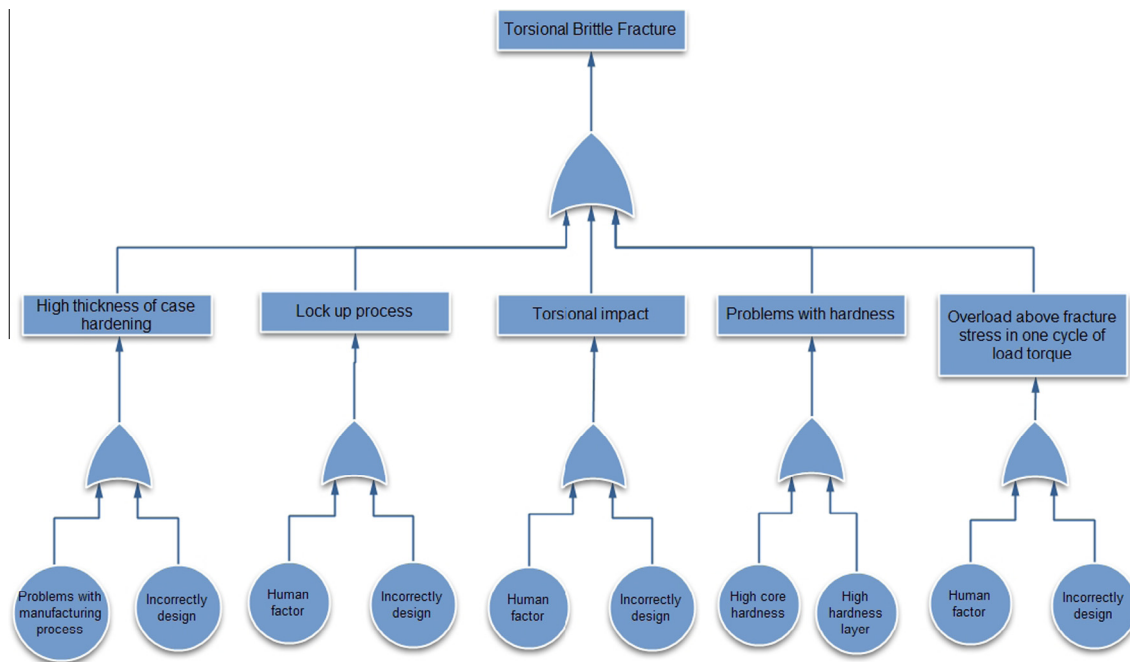 Torsional Brittle Fracture
High thickness of case
hardening
Lock up process
Torsional impact
Problems with hardness
Overload above fracture
stress in one cycle of
load torque
Problems with
manufacturing
process
Incorrectly
design
Human
factor
Incorrectly
design
Human
factor
Incorrectly
design
High core
hardness
High
hardness
layer
Human
factor
Incorrectly
design